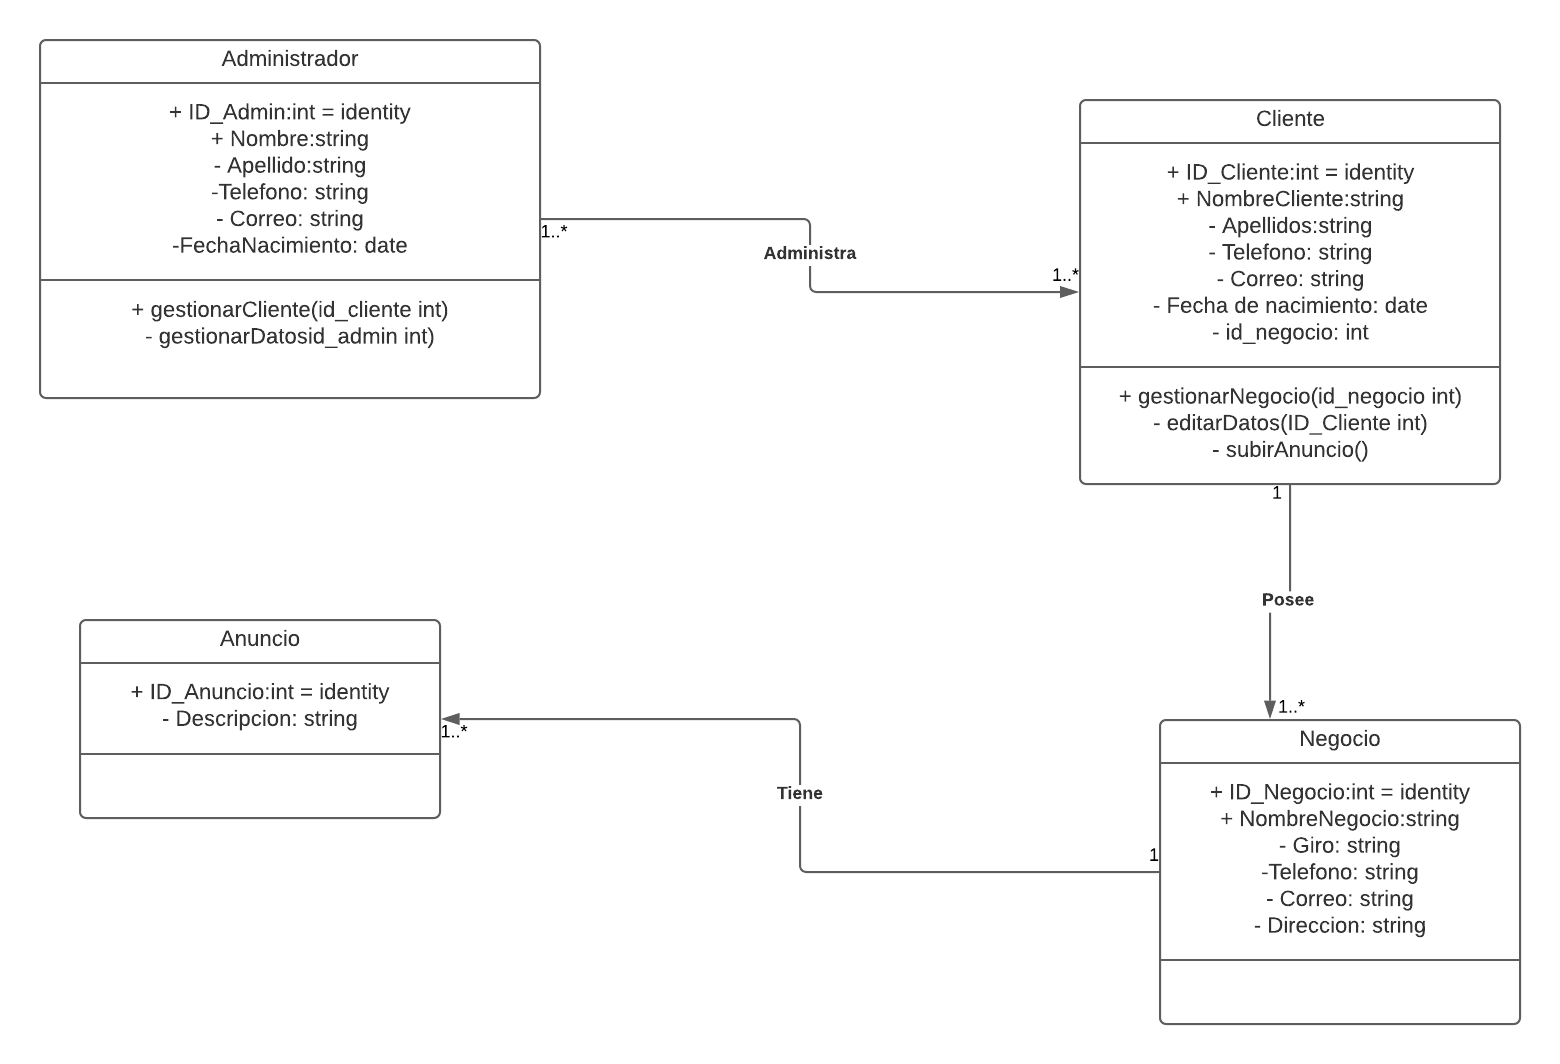 Administrador
+ ID_Admin:int = identity
+ Nombre:string
- Apellido:string
-Telefono: string
- Correo: string
-FechaNacimiento: date
+ gestionarCliente(id_cliente int)
- gestionarDatosid_admin int)
1..*
Administra
1..*
Cliente
+ ID_Cliente:int = identity
+ NombreCliente:string
- Apellidos:string
- Telefono: string
- Correo: string
- Fecha de nacimiento: date
- id_negocio: int
+ gestionarNegocio(id_negocio int)
- editarDatos(ID_Cliente int)
- subirAnuncio()
1
Posee
1..*
Anuncio
+ ID_Anuncio:int = identity
- Descripcion: string
1..*
Tiene
1
Negocio
+ ID_Negocio:int = identity
+ NombreNegocio:string
- Giro: string
-Telefono: string
- Correo: string
- Direccion: string